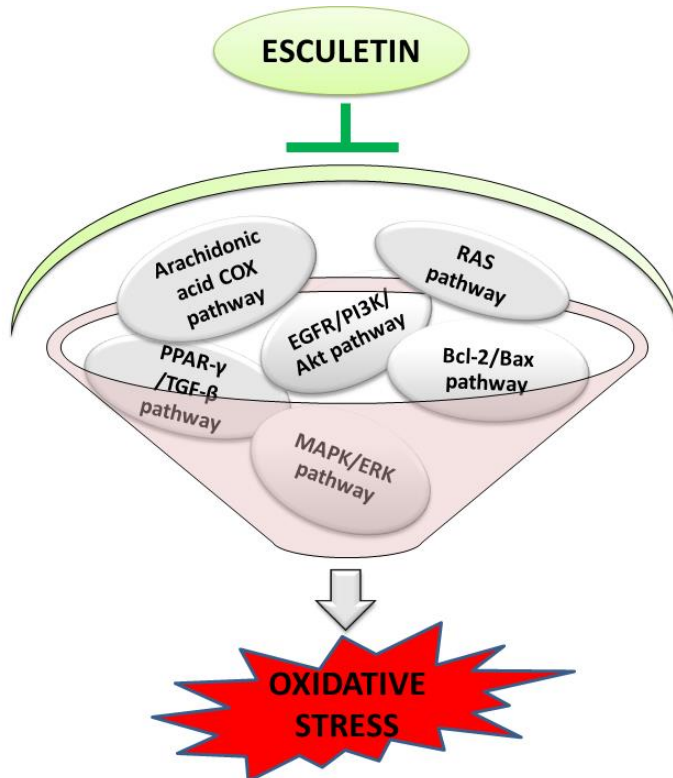 ESCULETIN
Arachidonic
acid COX
pathway
RAS
pathway
EGFR/PI3K/
Akt pathway
PPAR-γ
/TGF-β
pathway
Bcl-2/Bax
pathway
MAPK/ERK
pathway
OXIDATIVE
STRESS